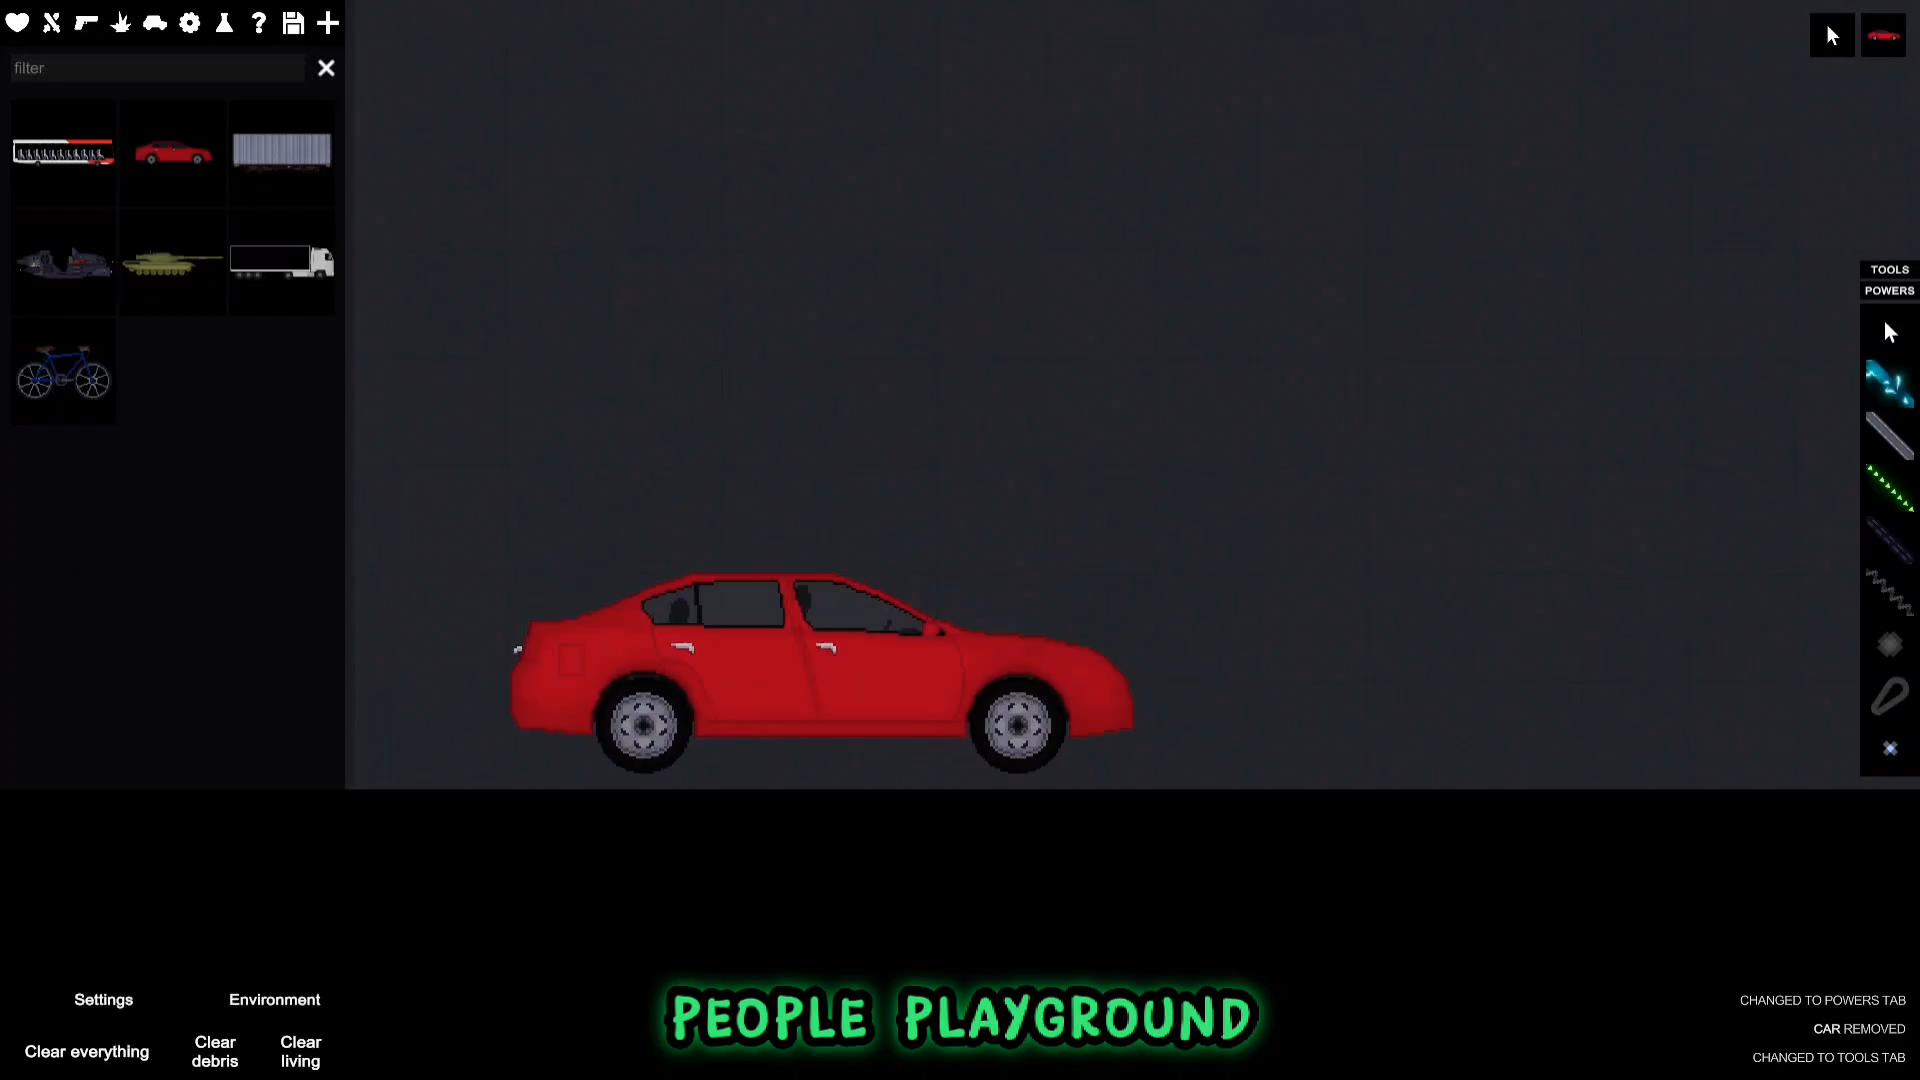 filter
TOOLS
POWERS
Settings
Environment
Clear everything
Clear
debris
Clear
living
PEOPLE PLAYGROUND
CHANGED TO POWERS TAB
CAR REMOVED
CHANGED TO TOOLS TAB